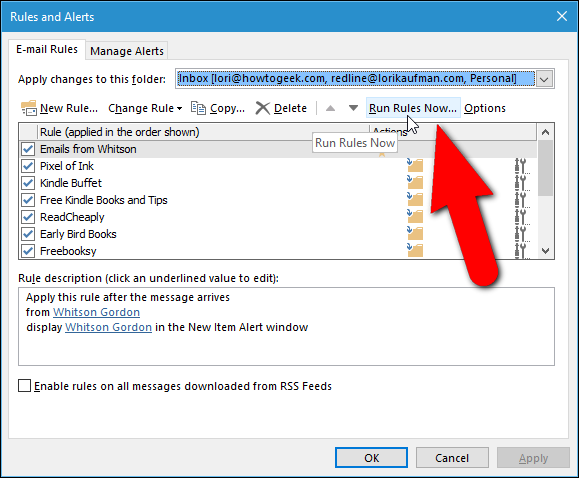 Rules and Alerts
E-mail Rules Manage Alerts
Apply changes to this folder: Inbox [lori@howtogeek.com, redline@lorikaufman.com, Personal]
New Rule... Change Rule Copy... Delete Run Rules Now... Options
Rule (applied in the order shown) Actions
Run Rules Now
Emails from Whitson
Pixel of Ink
Kindle Buffet
Free Kindle Books and Tips
ReadCheaply
Early Bird Books
Freebooksy
Rule description (click an underlined value to edit):
Apply this rule after the message arrives
from Whitson Gordon
display Whitson Gordon in the New Item Alert window
Enable rules on all messages downloaded from RSS Feeds
OK Cancel Apply